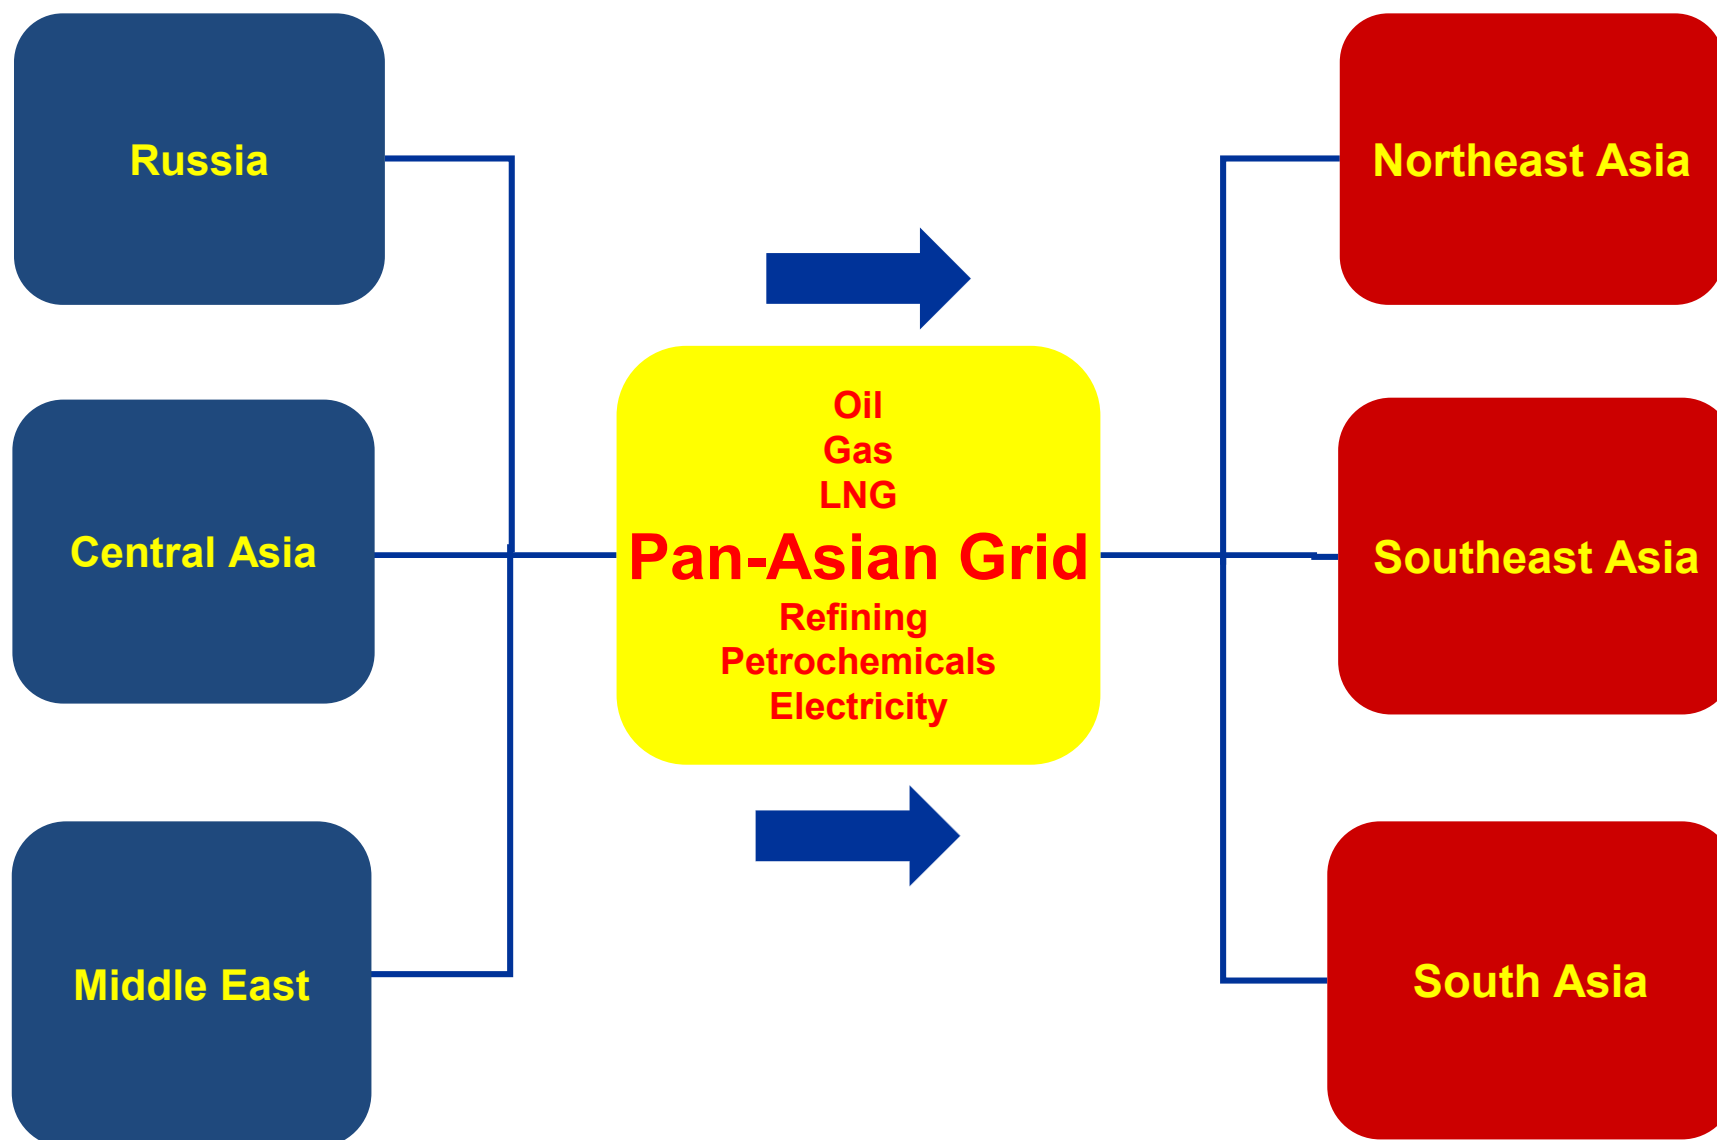 Russia
Central Asia
Middle East
Oil
Gas
LNG
Pan-Asian Grid
Refining
Petrochemicals
Electricity
Northeast Asia
Southeast Asia
South Asia